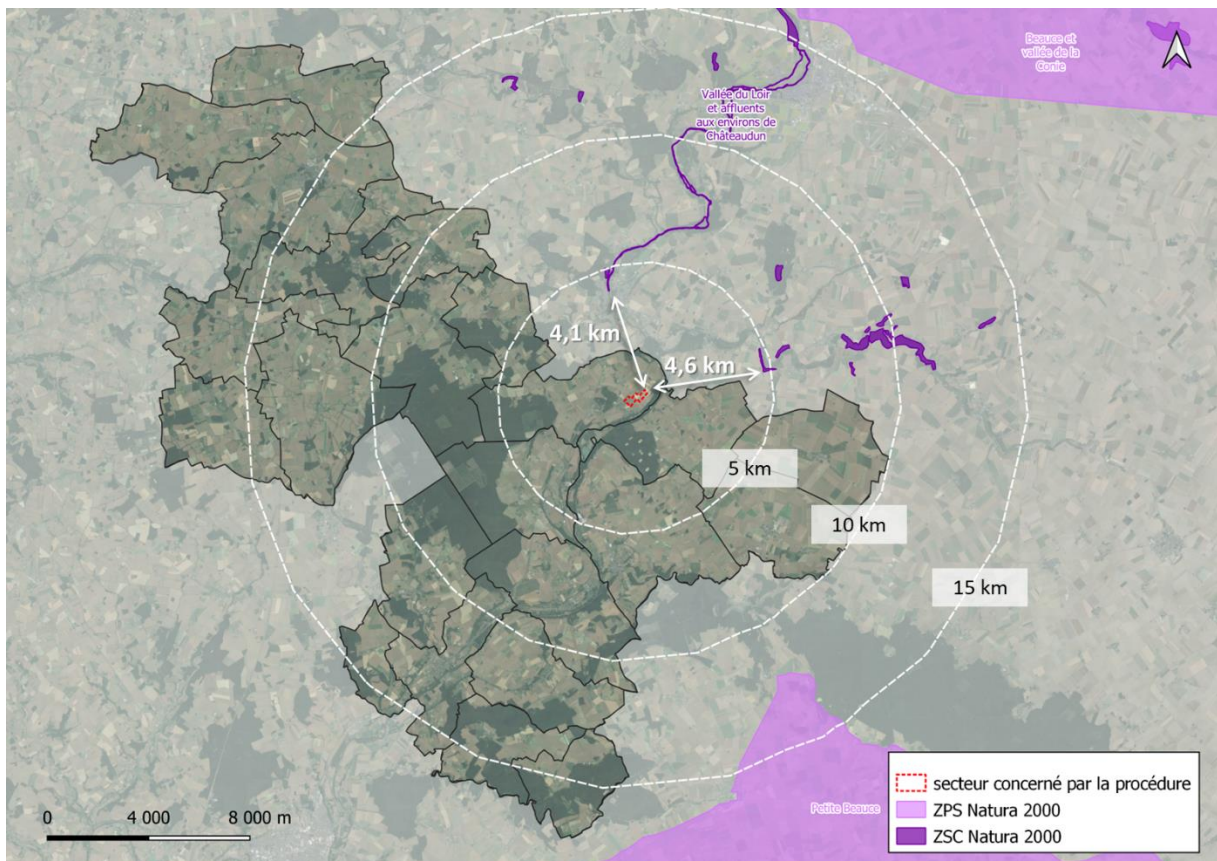 Beauce et
vallée de la
Conie
Vallée du Loir
et affluents
aux environs de
Châteaudun
4,1 km
4,6 km
5 km
10 km
15 km
Petite Beauce
0 4 000 8 000 m
secteur concerné par la procédure
ZPS Natura 2000
ZSC Natura 2000